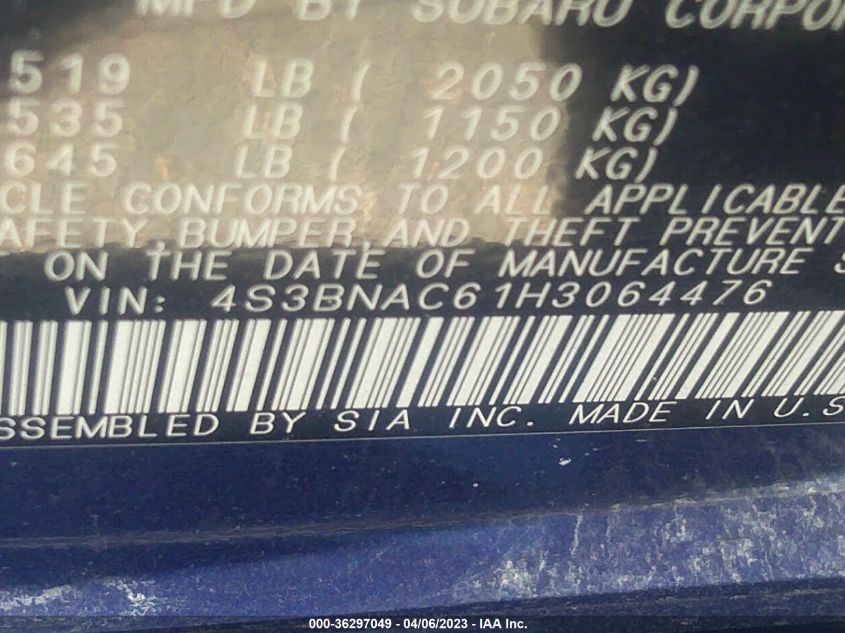 MFD BY SUBARU CORPOR
519 LB ( 2050 KG)
535 LB ( 1150 KG)
645 LB ( 1200 KG)
CLE CONFORMS TO ALL APPLICABLE
AFETY, BUMPER, AND THEFT PREVENT
ON THE DATE OF MANUFACTURE S
VIN: 4S3BNAC61H3064476
SSEMBLED BY SIA INC. MADE IN U.S
000-36297049 - 04/06/2023 - IAA Inc.